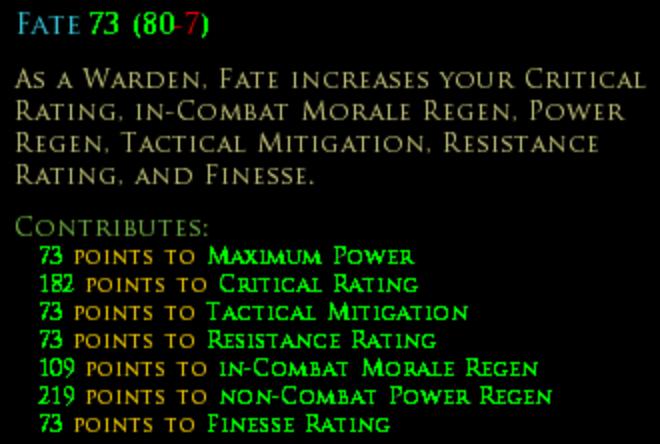 Fate 73 (80-7)
As a Warden, Fate increases your Critical
Rating, in-Combat Morale Regen, Power
Regen, Tactical Mitigation, Resistance
Rating, and Finesse.
Contributes:
73 points to Maximum Power
182 points to Critical Rating
73 points to Tactical Mitigation
73 points to Resistance Rating
109 points to in-Combat Morale Regen
219 points to non-Combat Power Regen
73 points to Finesse Rating